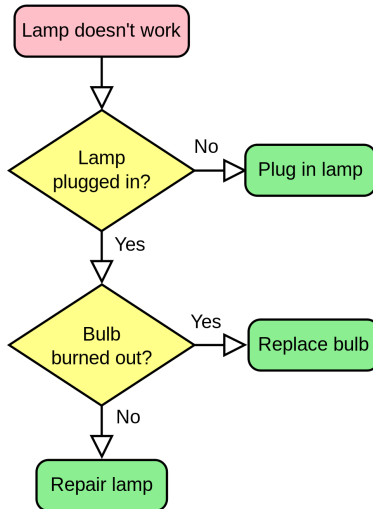 Lamp doesn't work
Lamp
plugged in?
No
Plug in lamp
Yes
Bulb
burned out?
Yes
Replace bulb
No
Repair lamp